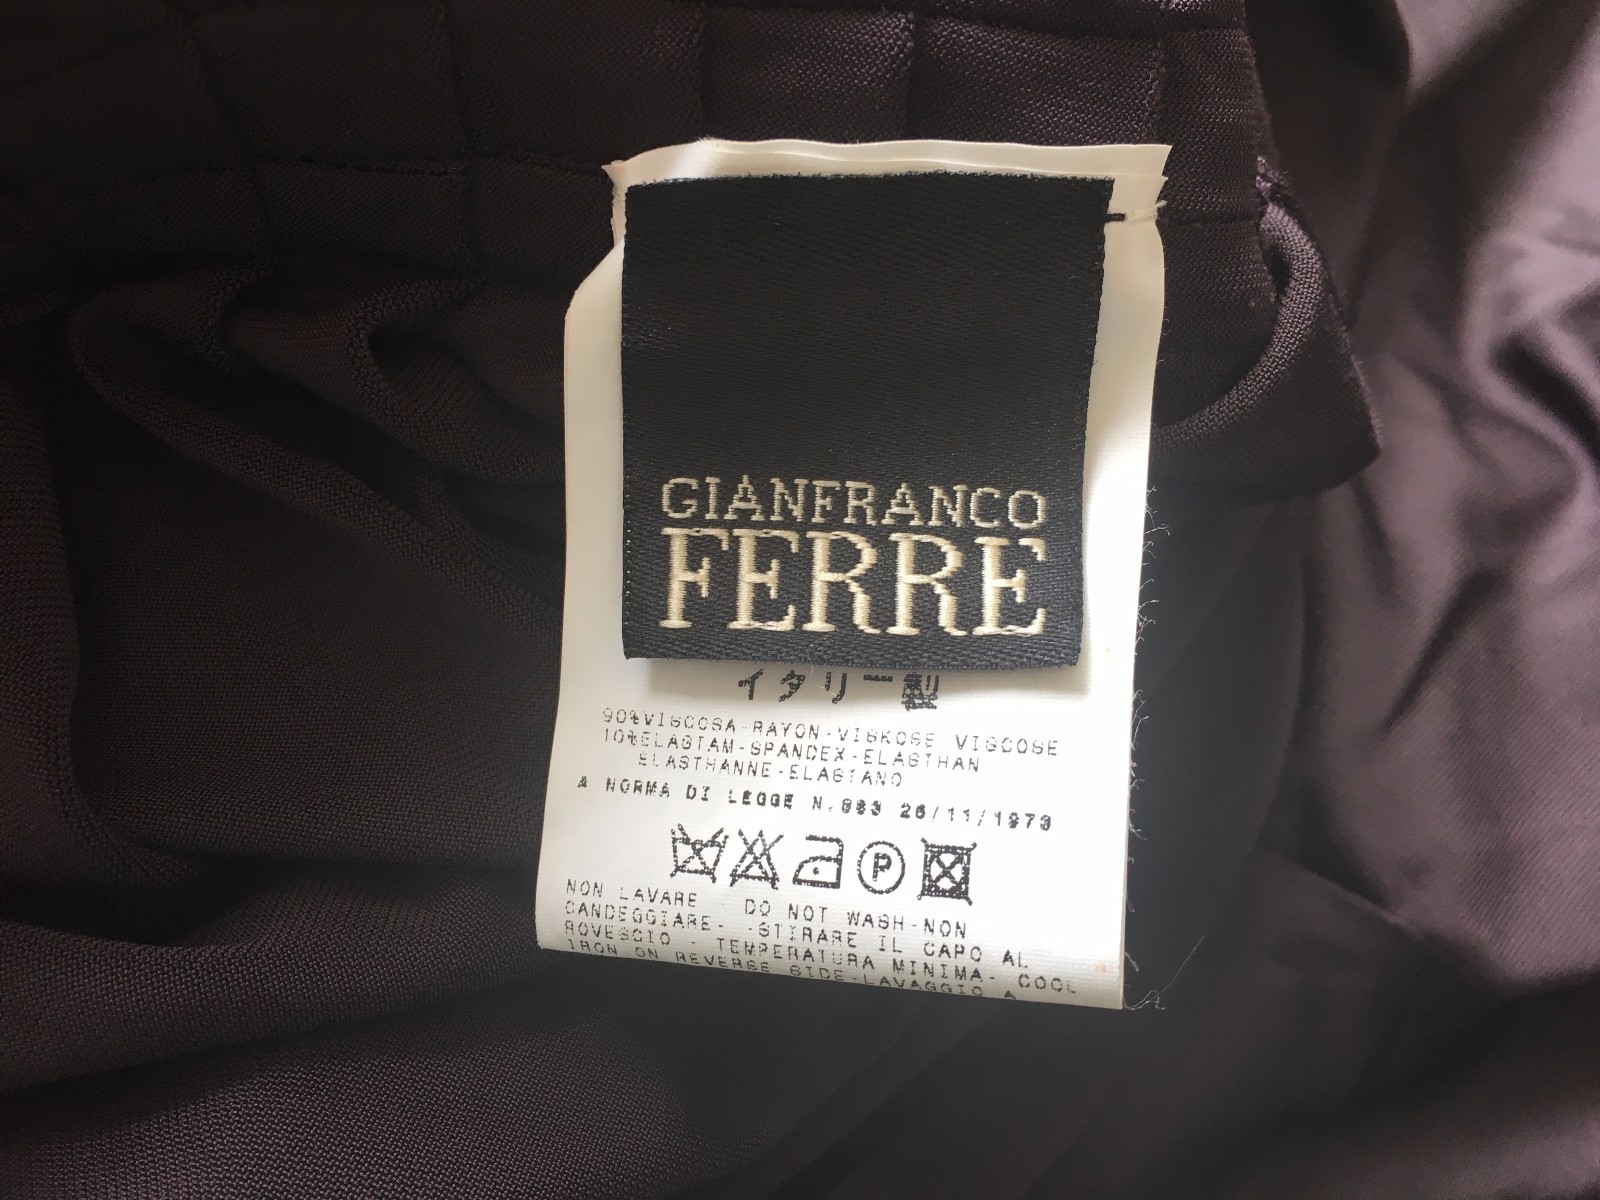 GIANFRANCO
FERRE
イタリー製
90%VISCOSA-RAYON-VISKOSE VISCOSE
10%ELASTAM-SPANDEX-ELASTHAN
ELASTHANNE-ELASTANO
A NORMA DI LEGGE N.883 26/11/1973
P
NON LAVARE - DO NOT WASH-NON
CANDEGGIARE- -STIRARE IL CAPO AL
ROVESCIO - TEMPERATURA MINIMA- COOL
IRON ON REVERSE SIDE-LAVAGGIO A